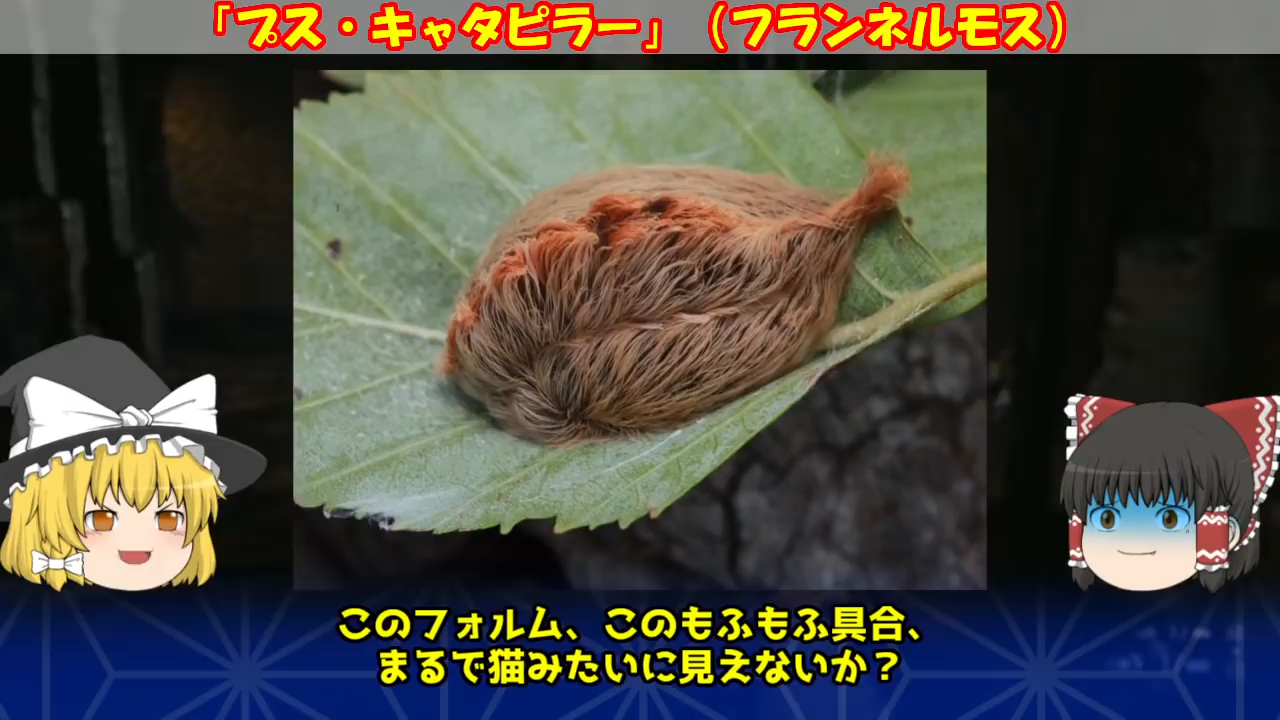 「プス・キャタピラー」（フランネルモス）
このフォルム、このもふもふ具合、
まるで猫みたいに見えないか？